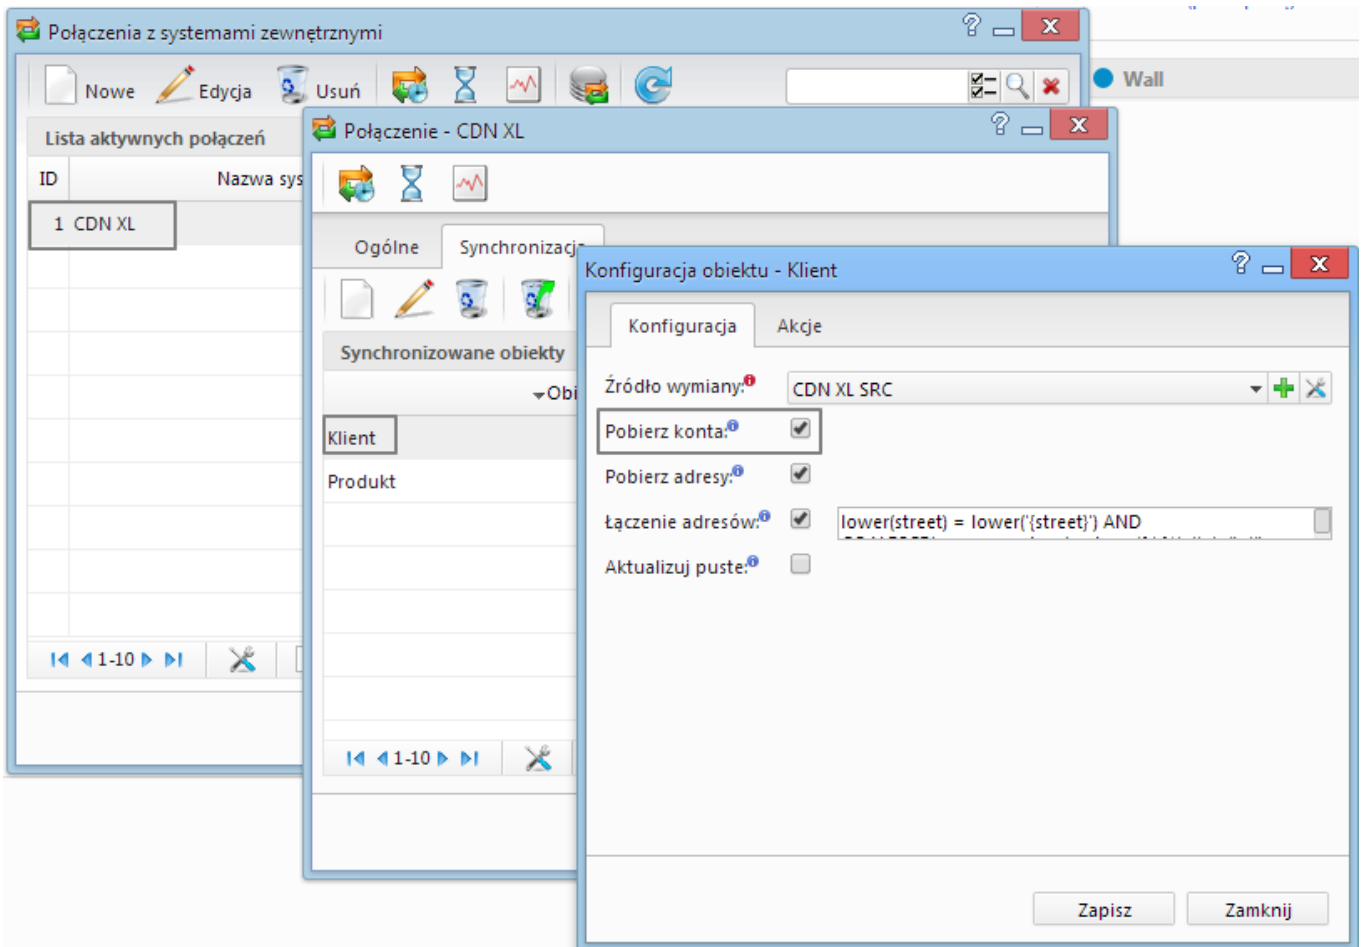 Połączenia z systemami zewnętrznymi
Wall
Nowe Edycja Usuń
Lista aktywnych połączeń
ID Nazwa sys
1 CDN XL
1-10
Połączenie - CDN XL
Ogólne Synchronizacja
Synchronizowane obiekty
Obi
Klient
Produkt
1-10
Konfiguracja obiektu - Klient
Konfiguracja Akcje
Źródło wymiany: CDN XL SRC
Pobierz konta:
Pobierz adresy:
Łączenie adresów: lower(street) = lower('{street}') AND
Aktualizuj puste:
Zapisz Zamknij